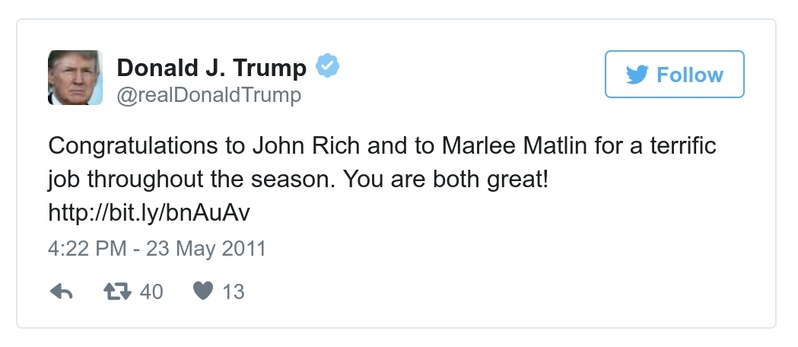 Donald J. Trump
@realDonaldTrump
Follow
Congratulations to John Rich and to Marlee Matlin for a terrific
job throughout the season. You are both great!
http://bit.ly/bnAuAv
4:22 PM - 23 May 2011
40 13